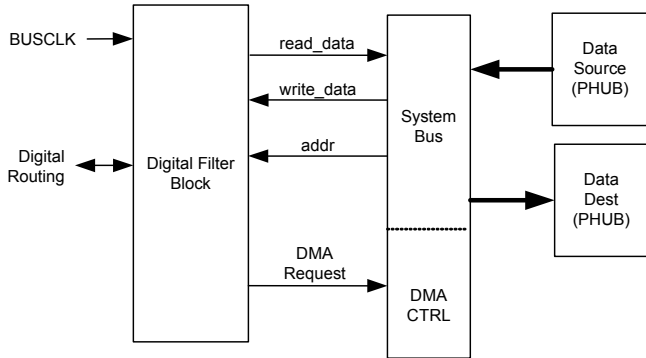 BUSCLK
Digital
Routing
Digital Filter
Block
read_data
write_data
addr
DMA
Request
System
Bus
DMA
CTRL
Data
Source
(PHUB)
Data
Dest
(PHUB)